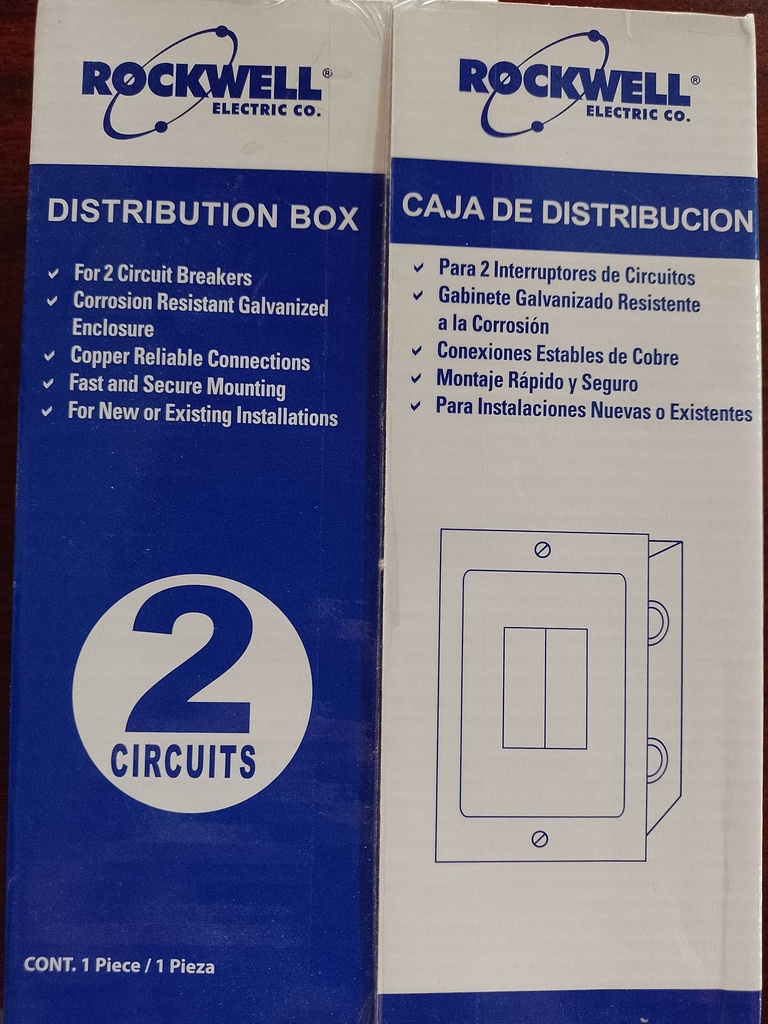 ROCKWELL®
ELECTRIC CO.
DISTRIBUTION BOX
✓ For 2 Circuit Breakers
✓ Corrosion Resistant Galvanized
Enclosure
✓ Copper Reliable Connections
✓ Fast and Secure Mounting
✓ For New or Existing Installations
2
CIRCUITS
CONT. 1 Piece / 1 Pieza
ROCKWELL®
ELECTRIC CO.
CAJA DE DISTRIBUCION
✓ Para 2 Interruptores de Circuitos
✓ Gabinete Galvanizado Resistente
a la Corrosión
✓ Conexiones Estables de Cobre
✓ Montaje Rápido y Seguro
✓ Para Instalaciones Nuevas o Existentes